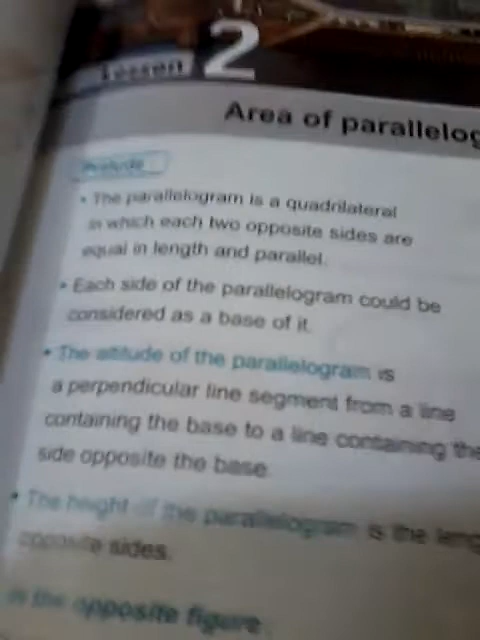 Lesson 2
Area of parallelog
Prelude
• The parallelogram is a quadrilateral
in which each two opposite sides are
equal in length and parallel.
• Each side of the parallelogram could be
considered as a base of it.
• The altitude of the parallelogram is
a perpendicular line segment from a line
containing the base to a line containing the
side opposite the base
• The height of the parallelogram is the leng
opposite sides.
In the opposite figure